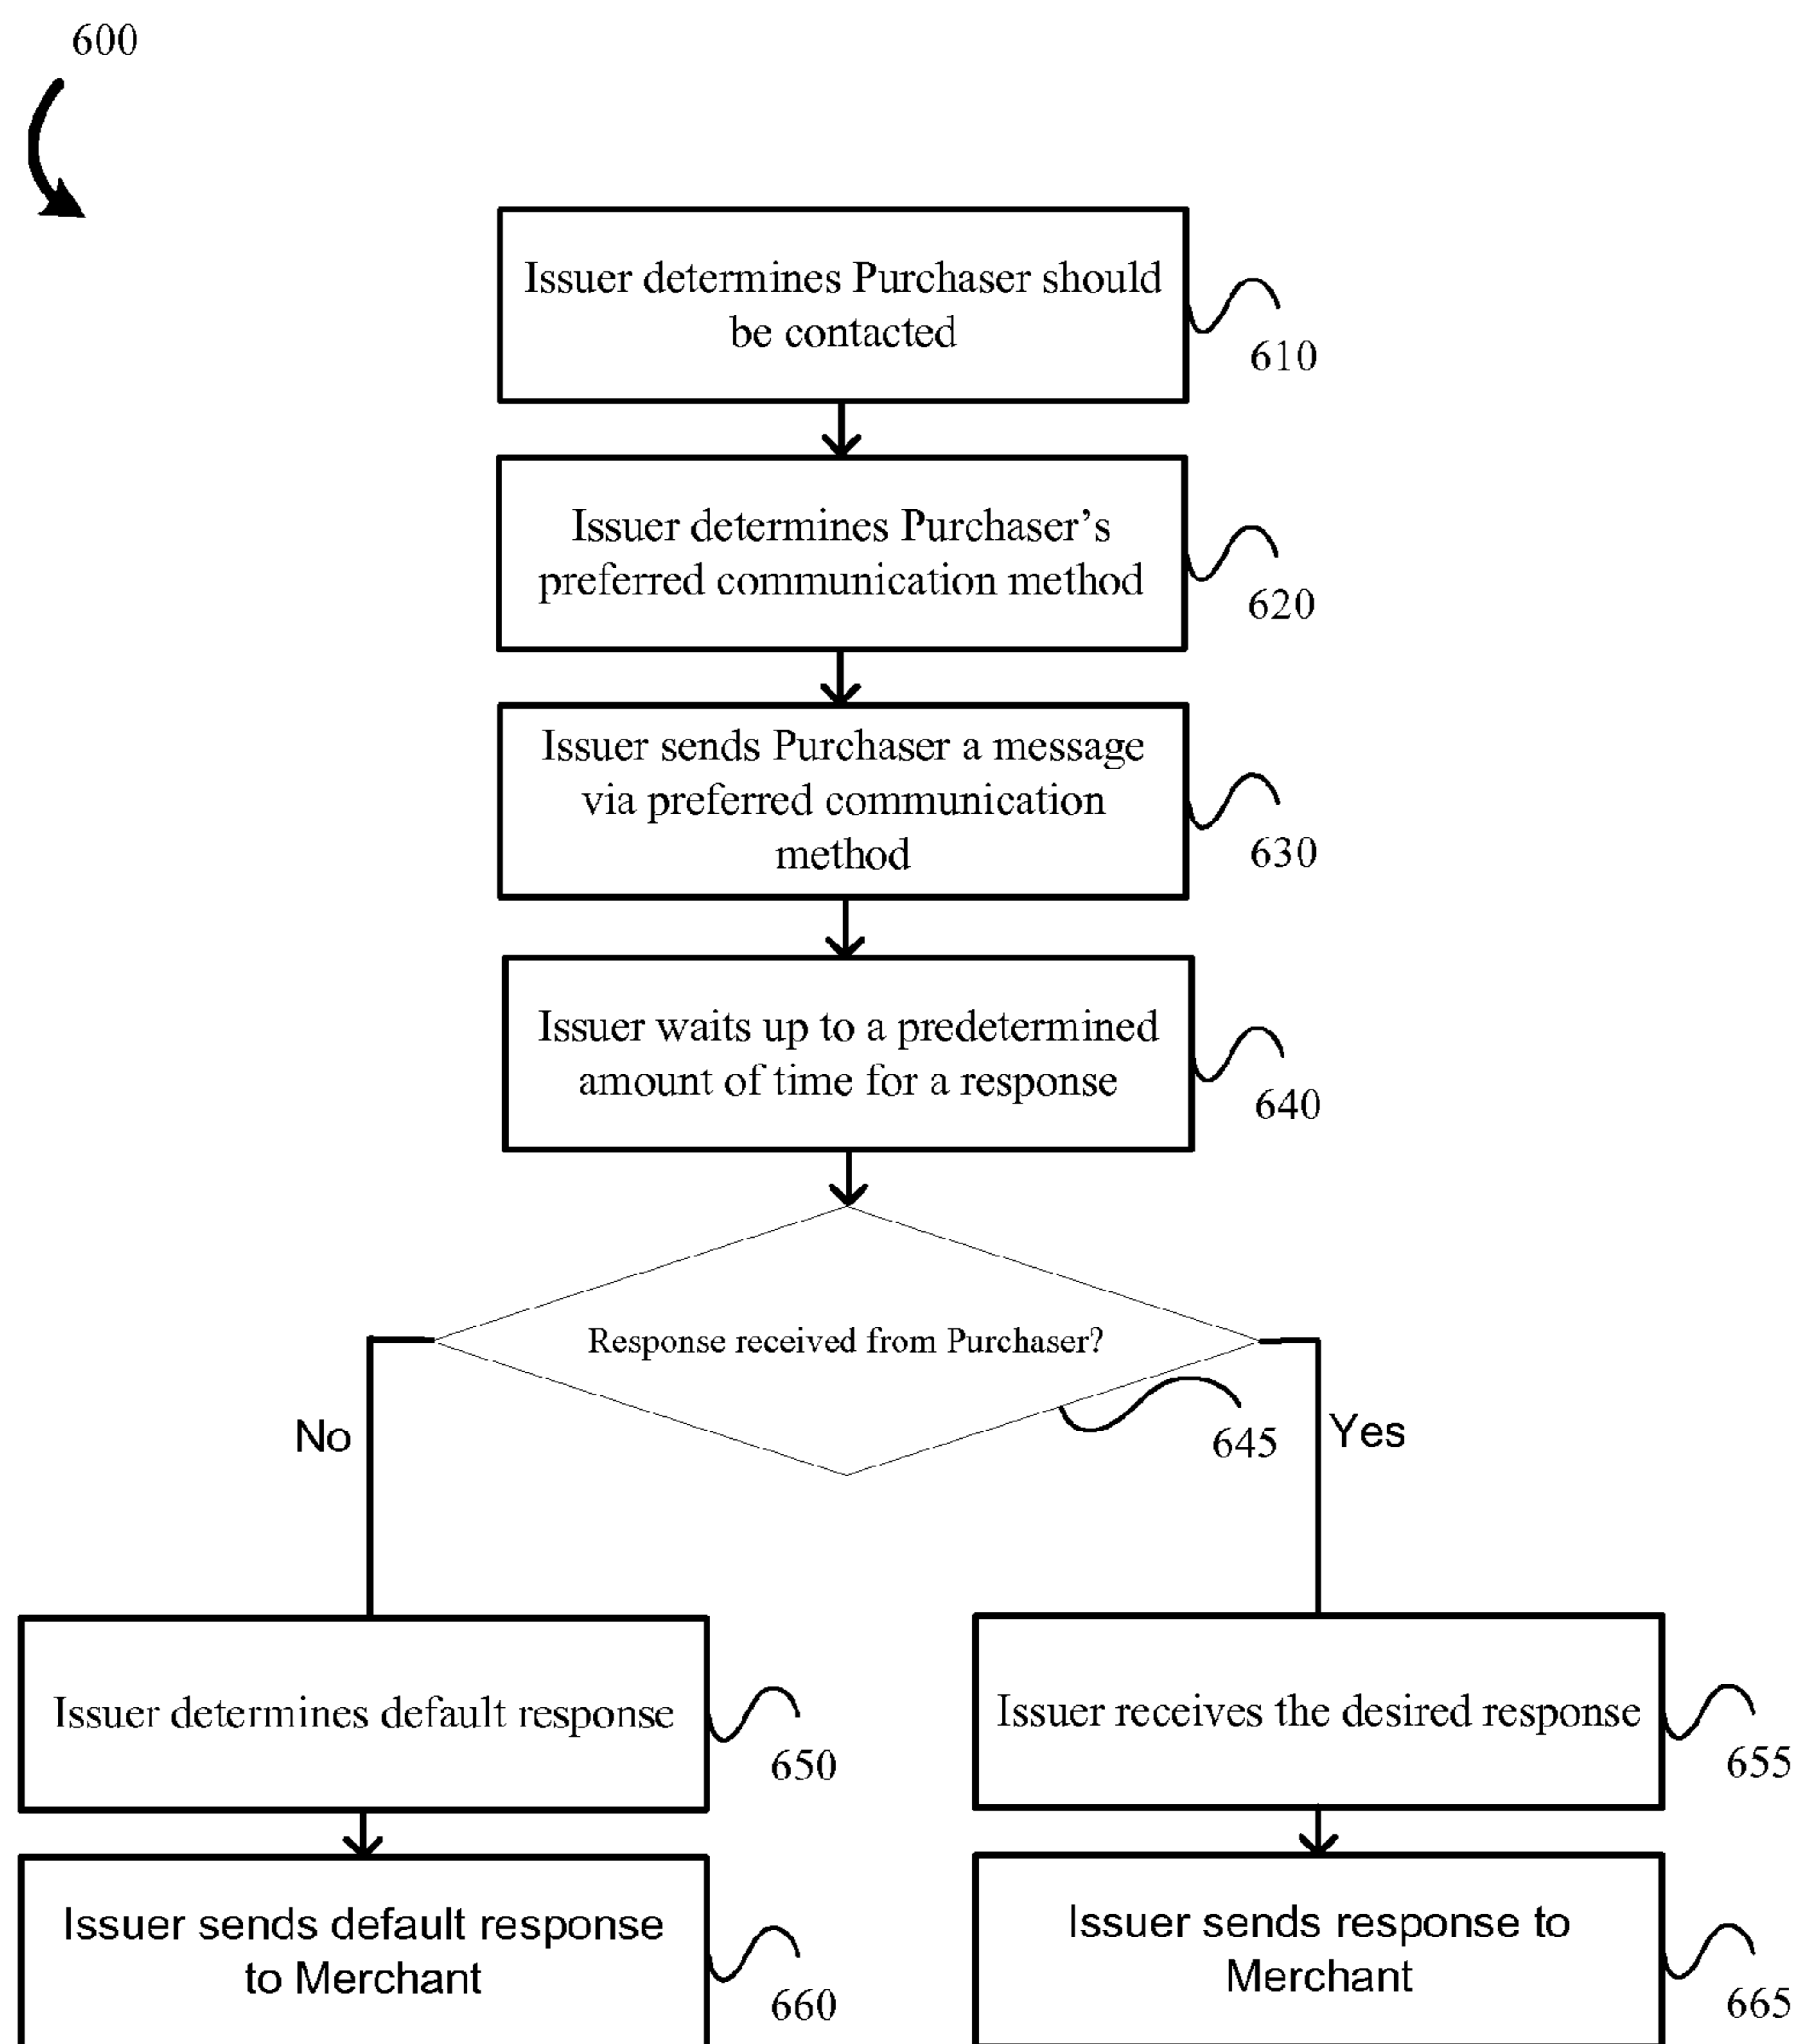 600
Issuer determines Purchaser should
be contacted
610
Issuer determines Purchaser’s
preferred communication method
620
Issuer sends Purchaser a message
via preferred communication
method
630
Issuer waits up to a predetermined
amount of time for a response
640
Response received from Purchaser?
645
No
Yes
Issuer determines default response
650
Issuer receives the desired response
655
Issuer sends default response
to Merchant
660
Issuer sends response to
Merchant
665